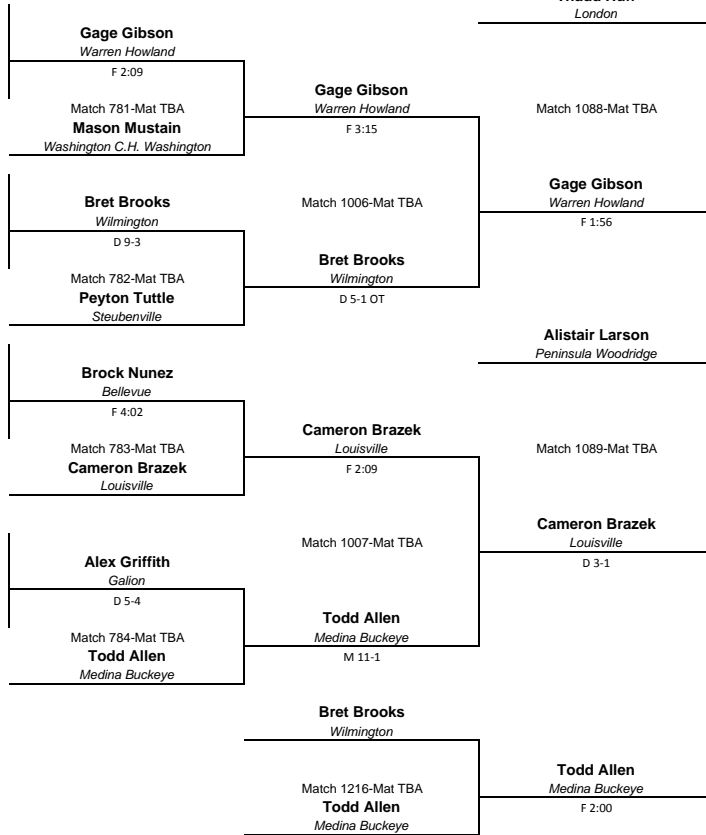 London
Gage Gibson
Warren Howland
F 2:09
Match 781-Mat TBA
Mason Mustain
Washington C.H. Washington
Gage Gibson
Warren Howland
F 3:15
Match 1088-Mat TBA
Bret Brooks
Wilmington
D 9-3
Match 782-Mat TBA
Peyton Tuttle
Steubenville
Match 1006-Mat TBA
Bret Brooks
Wilmington
D 5-1 OT
Gage Gibson
Warren Howland
F 1:56
Alistair Larson
Peninsula Woodridge
Brock Nunez
Bellevue
F 4:02
Match 783-Mat TBA
Cameron Brazek
Louisville
Cameron Brazek
Louisville
F 2:09
Match 1089-Mat TBA
Alex Griffith
Galion
D 5-4
Match 784-Mat TBA
Todd Allen
Medina Buckeye
Match 1007-Mat TBA
Todd Allen
Medina Buckeye
M 11-1
Cameron Brazek
Louisville
D 3-1
Bret Brooks
Wilmington
Match 1216-Mat TBA
Todd Allen
Medina Buckeye
Todd Allen
Medina Buckeye
F 2:00